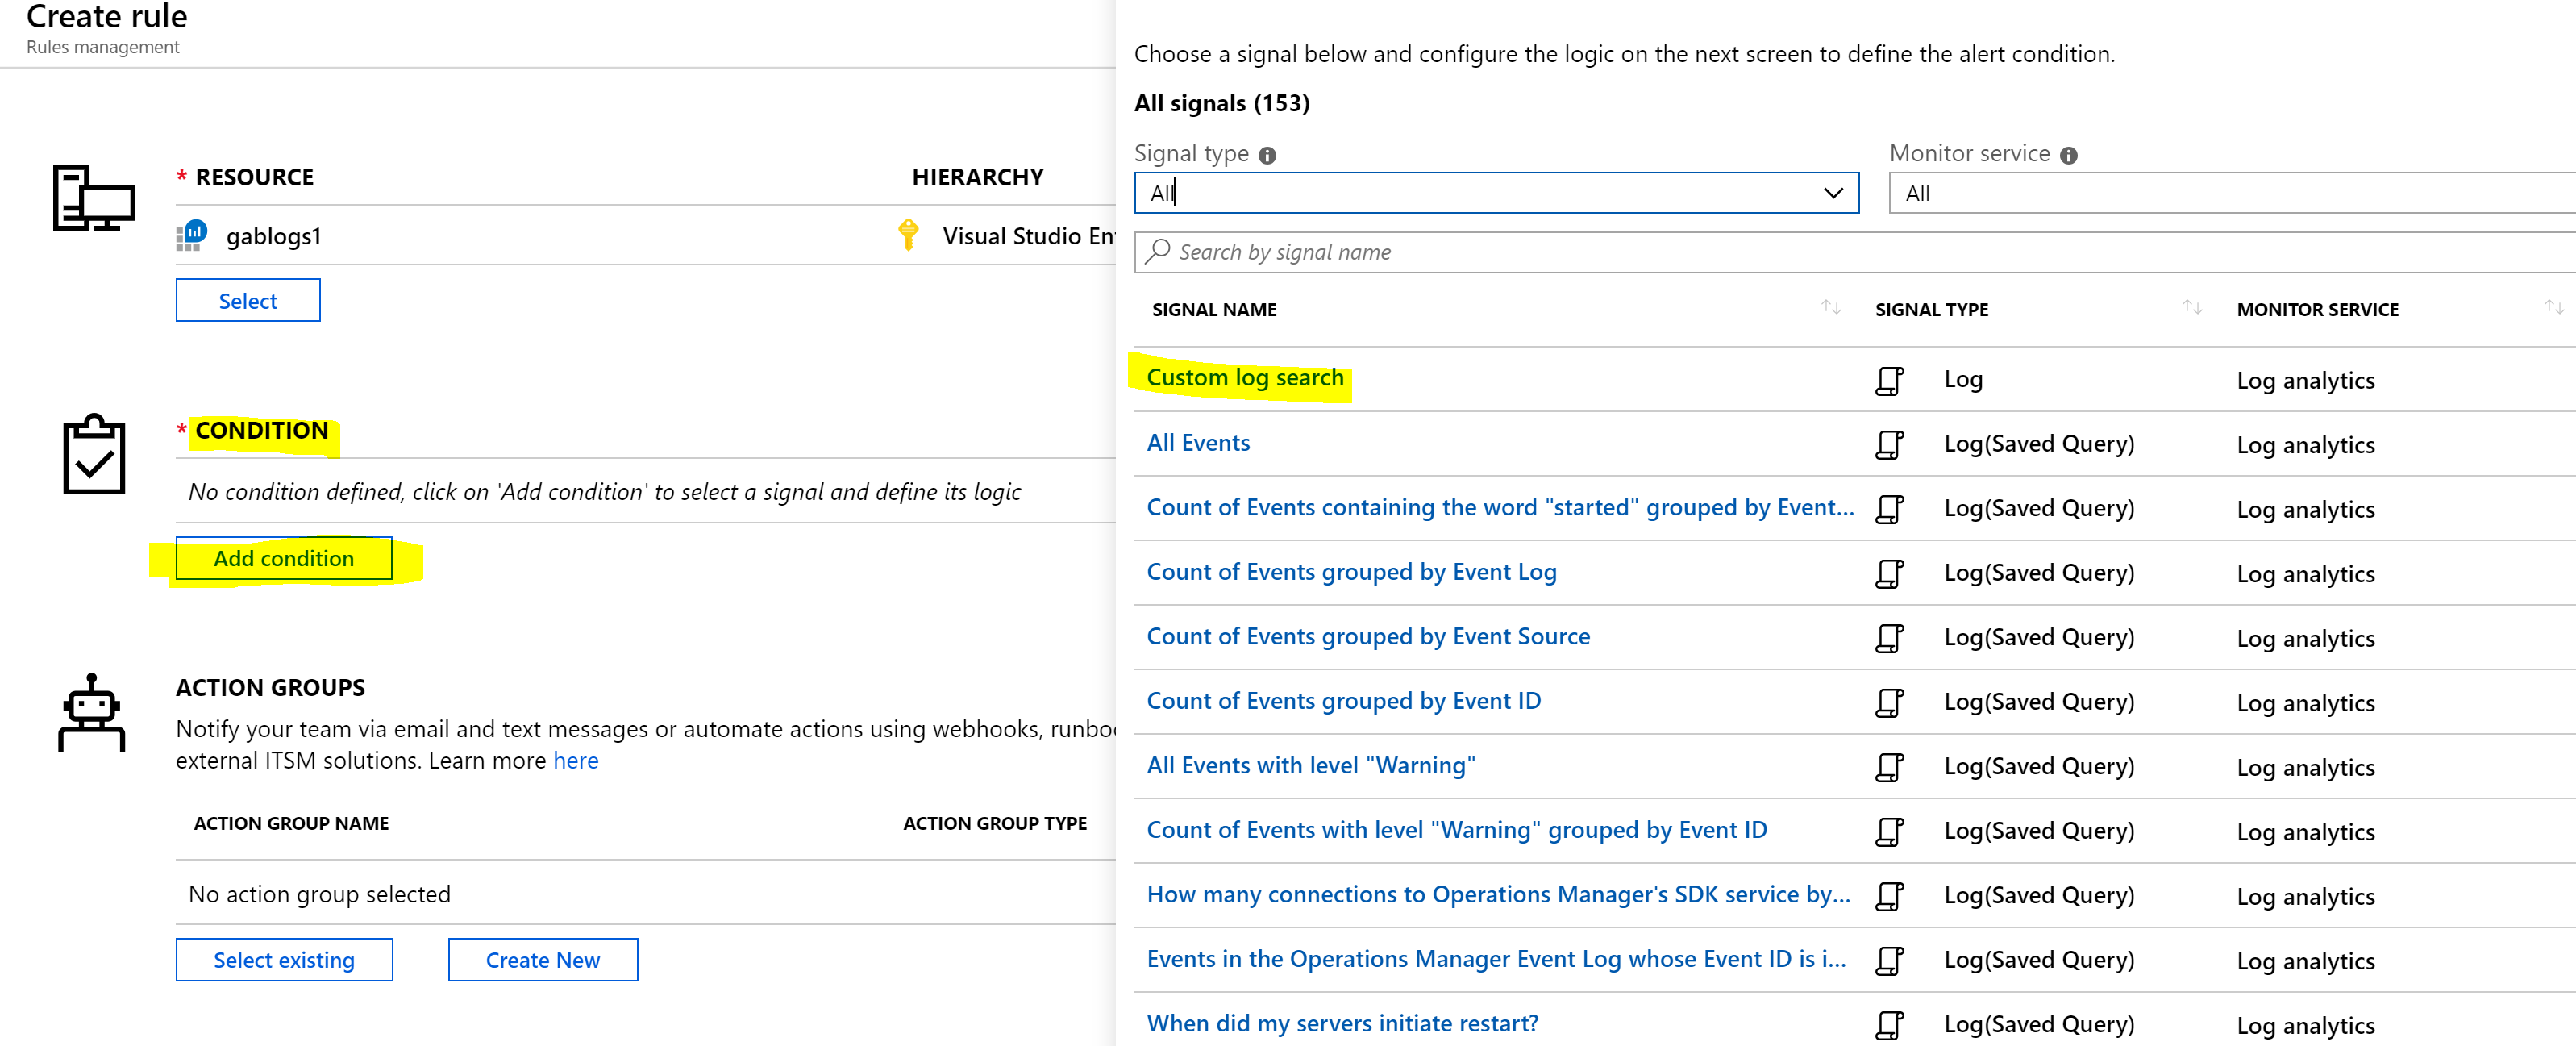 Create rule
Rules management
* RESOURCE
HIERARCHY
gablogs1
Visual Studio En
Select
* CONDITION
No condition defined, click on 'Add condition' to select a signal and define its logic
Add condition
ACTION GROUPS
Notify your team via email and text messages or automate actions using webhooks, runbo
external ITSM solutions. Learn more here
ACTION GROUP NAME
ACTION GROUP TYPE
No action group selected
Select existing
Create New
Choose a signal below and configure the logic on the next screen to define the alert condition.
All signals (153)
Signal type
Monitor service
All
All
Search by signal name
SIGNAL NAME
SIGNAL TYPE
MONITOR SERVICE
Custom log search
Log
Log analytics
All Events
Log(Saved Query)
Log analytics
Count of Events containing the word "started" grouped by Event...
Log(Saved Query)
Log analytics
Count of Events grouped by Event Log
Log(Saved Query)
Log analytics
Count of Events grouped by Event Source
Log(Saved Query)
Log analytics
Count of Events grouped by Event ID
Log(Saved Query)
Log analytics
All Events with level "Warning"
Log(Saved Query)
Log analytics
Count of Events with level "Warning" grouped by Event ID
Log(Saved Query)
Log analytics
How many connections to Operations Manager's SDK service by...
Log(Saved Query)
Log analytics
Events in the Operations Manager Event Log whose Event ID is i...
Log(Saved Query)
Log analytics
When did my servers initiate restart?
Log(Saved Query)
Log analytics